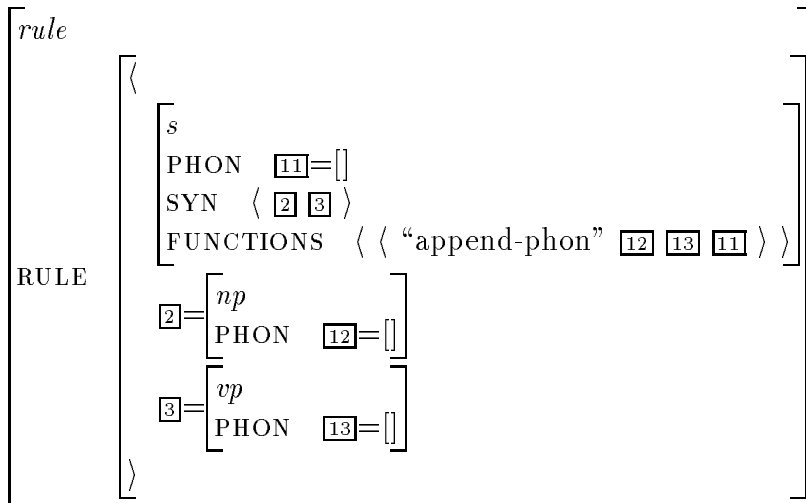 rule
⟨
s
PHON 11=[]
SYN ⟨ 2 3 ⟩
FUNCTIONS ⟨ ⟨ “append-phon” 12 13 11 ⟩ ⟩
RULE
2=
np
PHON 12=[]
3=
vp
PHON 13=[]
⟩